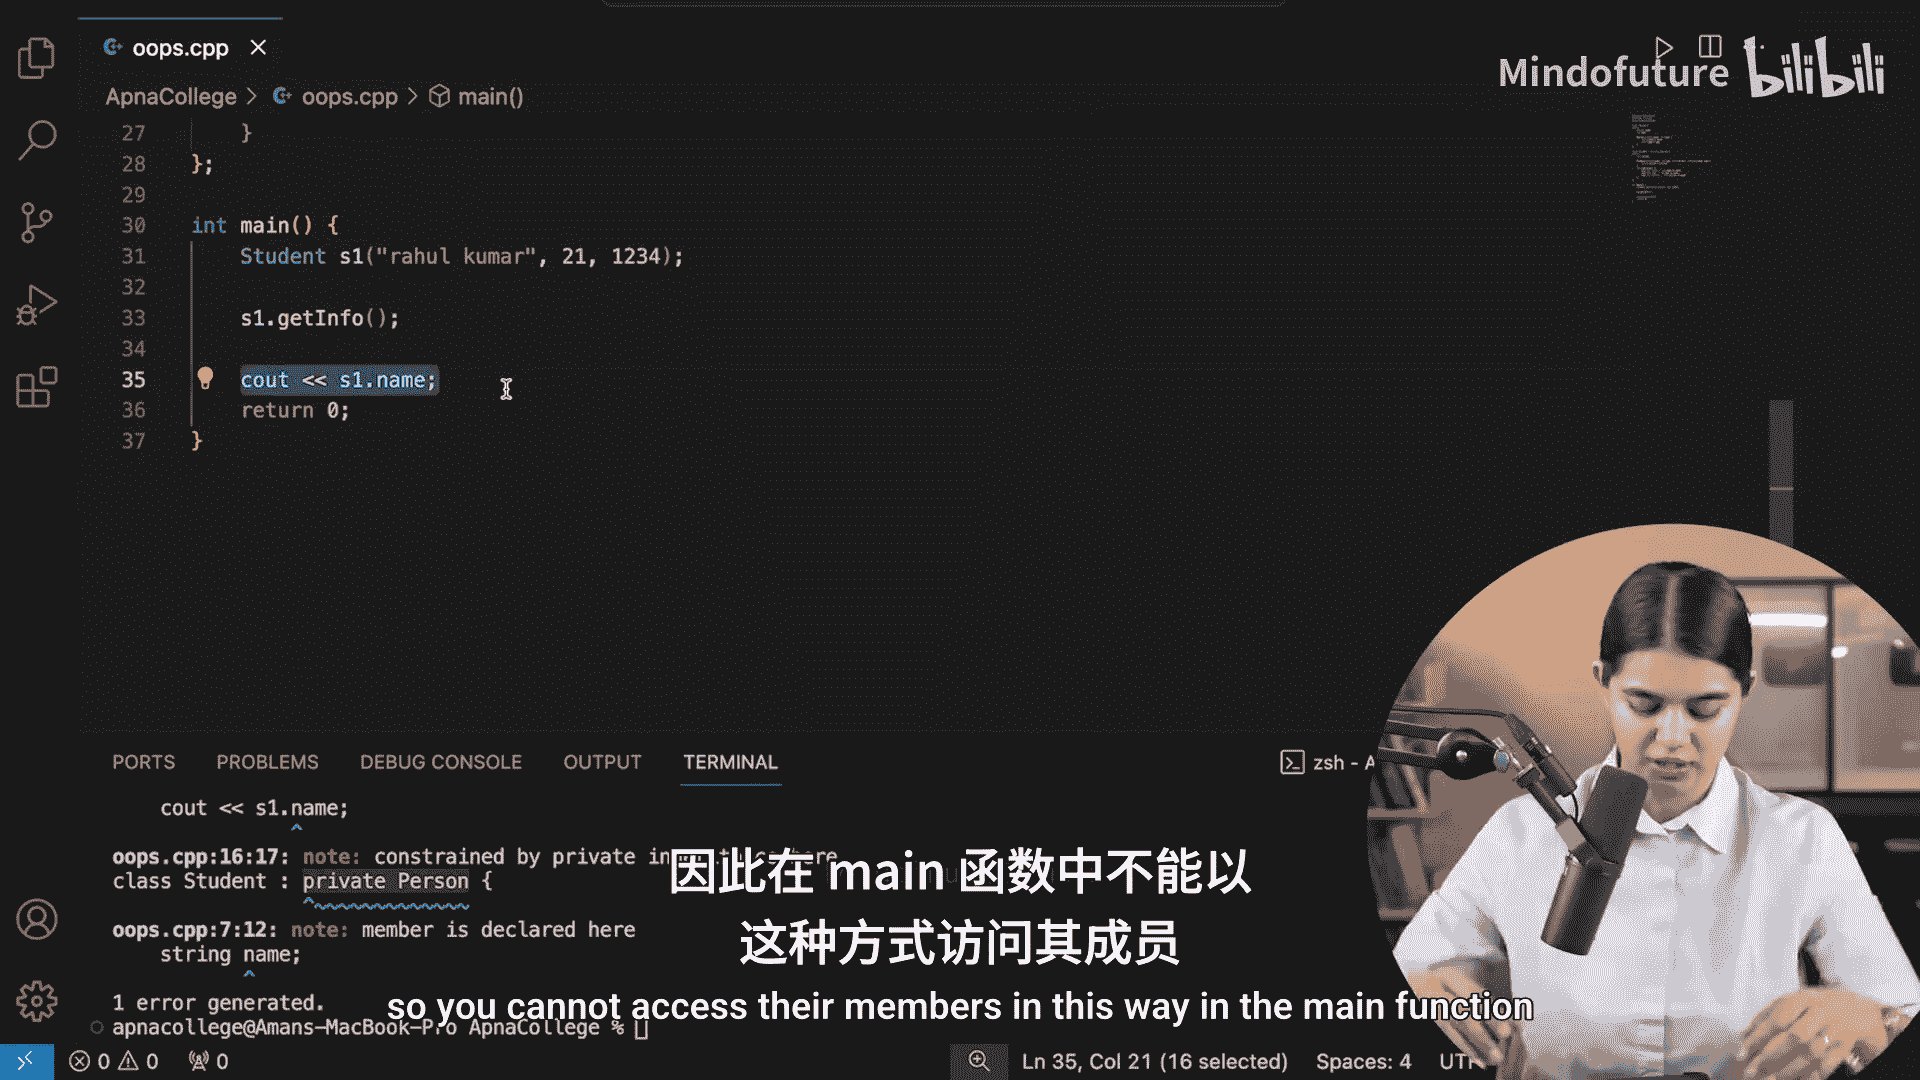 oops.cpp
Mindofuture bilibili
ApnaCollege > oops.cpp > main()
27 }
28 };
29
30 int main() {
31 Student s1("rahul kumar", 21, 1234);
32
33 s1.getInfo();
34
35 cout << s1.name;
36 return 0;
37 }
PORTS PROBLEMS DEBUG CONSOLE OUTPUT TERMINAL
zsh - A
cout << s1.name;
^
oops.cpp:16:17: note: constrained by private in here
class Student : private Person {
^~~~~~~~~~~~~~
oops.cpp:7:12: note: member is declared here
string name;
^
1 error generated.
apnacollege@Amans-MacBook-Pro ApnaCollege %
因此在 main 函数中不能以
这种方式访问其成员
so you cannot access their members in this way in the main function
0 0 0 Ln 35, Col 21 (16 selected) Spaces: 4 UTF